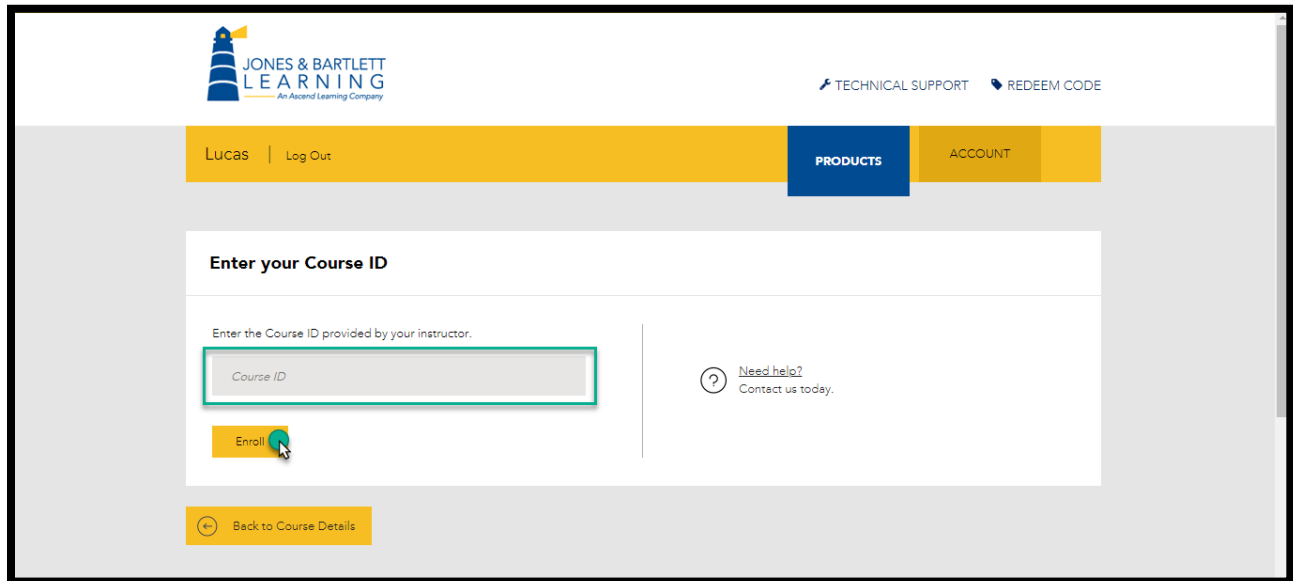 JONES & BARTLETT
LEARNING
An Ascend Learning Company
TECHNICAL SUPPORT
REDEEM CODE
Lucas | Log Out
PRODUCTS
ACCOUNT
Enter your Course ID
Enter the Course ID provided by your instructor.
Course ID
Need help?
Contact us today.
Enroll
Back to Course Details